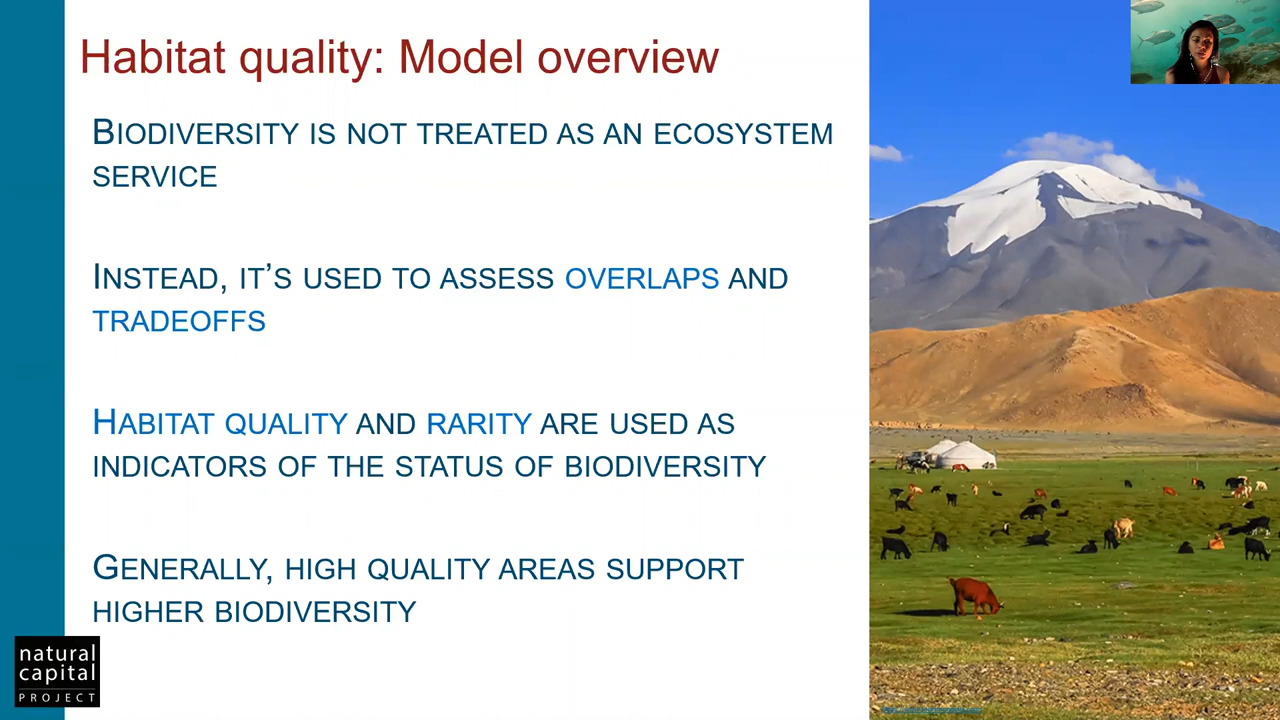 Habitat quality: Model overview
BIODIVERSITY IS NOT TREATED AS AN ECOSYSTEM
SERVICE
INSTEAD, IT’S USED TO ASSESS OVERLAPS AND
TRADEOFFS
HABITAT QUALITY AND RARITY ARE USED AS
INDICATORS OF THE STATUS OF BIODIVERSITY
GENERALLY, HIGH QUALITY AREAS SUPPORT
HIGHER BIODIVERSITY
natural
capital
PROJECT